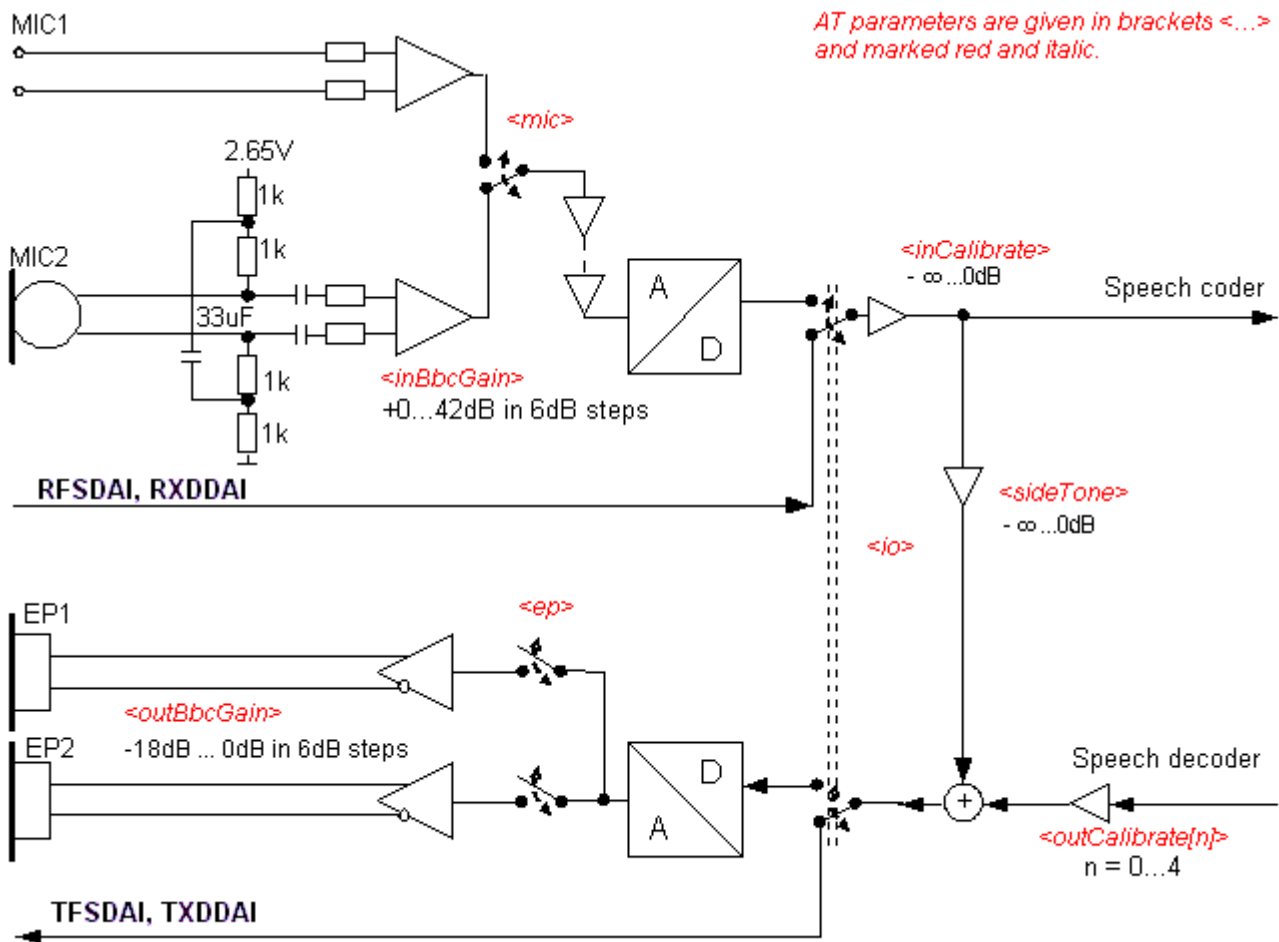 MIC1
AT parameters are given in brackets <...>
and marked red and italic.
<mic>
2.65V
1k
1k
MIC2
33uF
1k
1k
<inBbcGain>
+0...42dB in 6dB steps
A
D
<inCalibrate>
- ∞...0dB
Speech coder
RFSDAI, RXDDAI
<sideTone>
- ∞...0dB
<io>
EP1
<ep>
<outBbcGain>
-18dB ... 0dB in 6dB steps
EP2
D
A
Speech decoder
+
<outCalibrate[n]>
n = 0...4
TFSDAI, TXDDAI